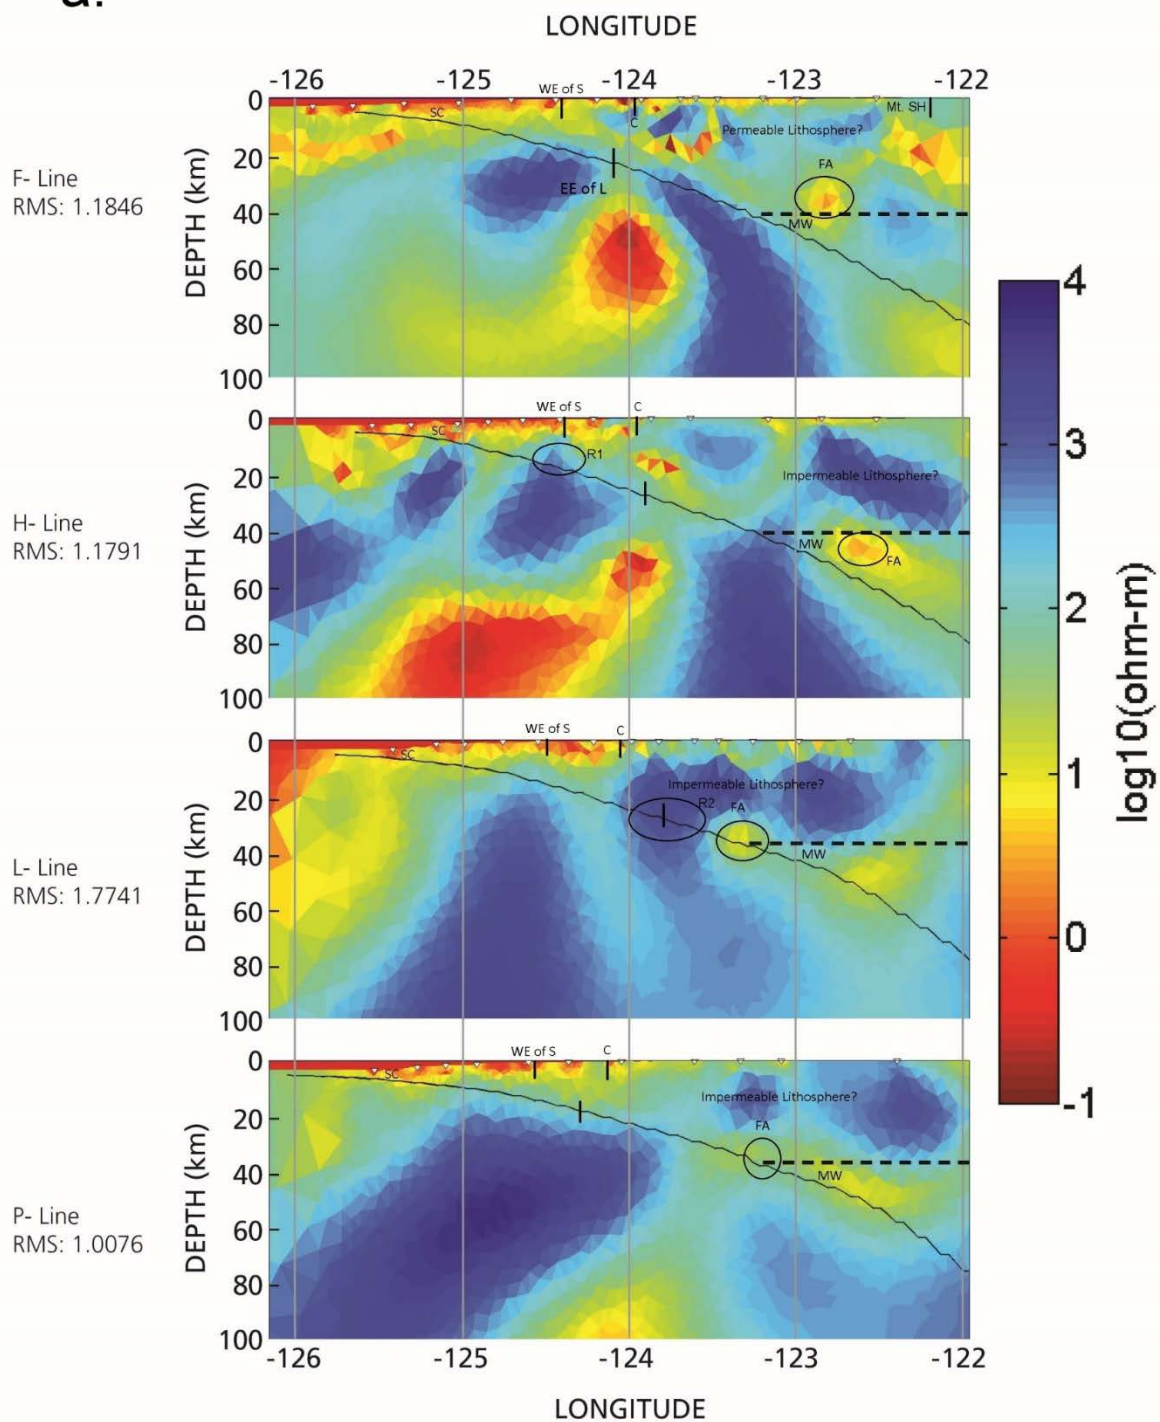 a.
LONGITUDE
-126 -125 -124 -123 -122
F- Line
RMS: 1.1846
DEPTH (km)
0
20
40
60
80
100
WE of S
SC
C
Permeable Lithosphere?
Mt. SH
FA
EE of L
MW
H- Line
RMS: 1.1791
DEPTH (km)
0
20
40
60
80
100
WE of S
C
SC
R1
Impermeable Lithosphere?
MW
FA
L- Line
RMS: 1.7741
DEPTH (km)
0
20
40
60
80
100
WE of S
C
SC
Impermeable Lithosphere?
R2
FA
MW
P- Line
RMS: 1.0076
DEPTH (km)
0
20
40
60
80
100
WE of S
C
SC
Impermeable Lithosphere?
FA
MW
-126 -125 -124 -123 -122
LONGITUDE
4
3
2
1
0
-1
log10(ohm-m)